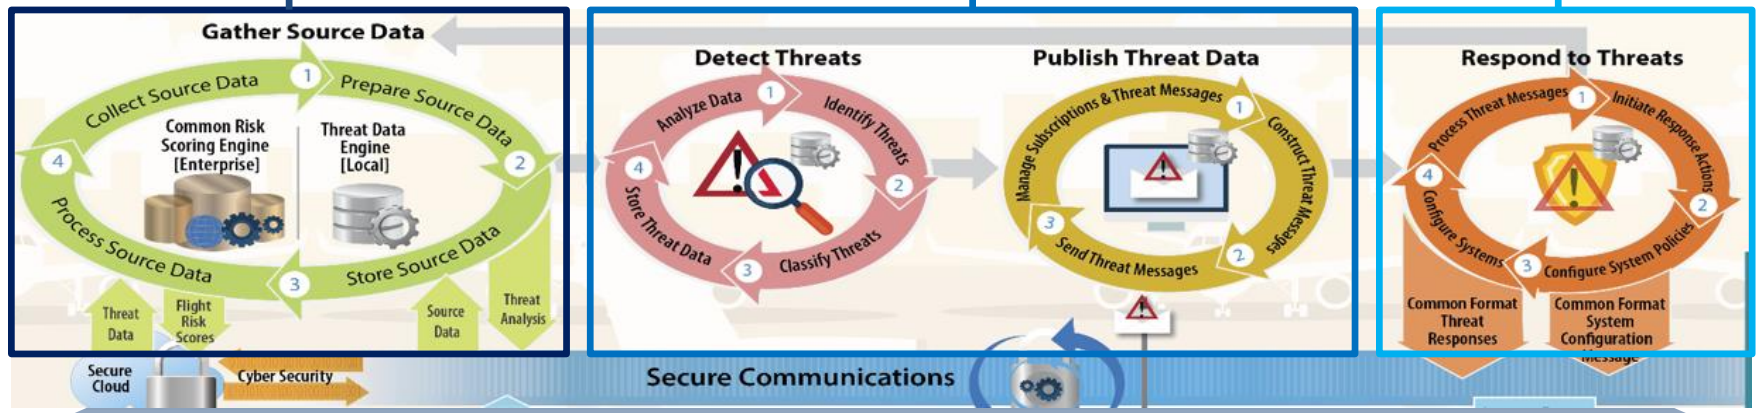 Gather Source Data
1
Collect Source Data
Prepare Source Data
2
Store Source Data
3
Process Source Data
4
Common Risk
Scoring Engine
[Enterprise]
Threat Data
Engine
[Local]
Threat
Data
Flight
Risk
Scores
Source
Data
Threat
Analysis
Detect Threats
Analyze Data
1
Identify Threats
2
Classify Threats
3
Store Threat Data
4
Publish Threat Data
Manage Subscriptions & Threat Messages
1
Construct Threat Messages
2
Send Threat Messages
3
Respond to Threats
Process Threat Messages
1
Initiate Response Actions
2
Configure System Policies
3
Configure Systems
4
Common Format
Threat
Responses
Common Format
System
Configuration
Message
Secure
Cloud
Cyber Security
Secure Communications